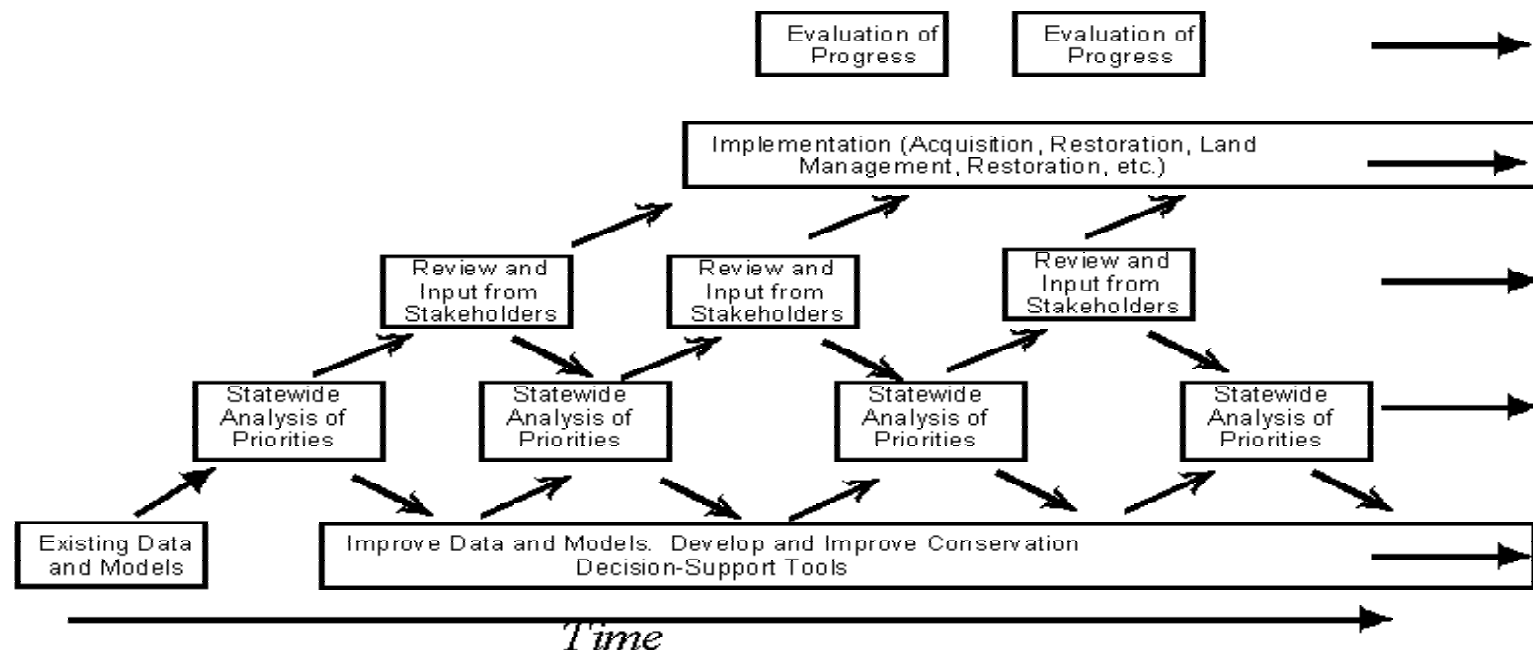 Evaluation of
Progress
Evaluation of
Progress
Implementation (Acquisition, Restoration, Land
Management, Restoration, etc.)
Review and
Input from
Stakeholders
Review and
Input from
Stakeholders
Review and
Input from
Stakeholders
Statewide
Analysis of
Priorities
Statewide
Analysis of
Priorities
Statewide
Analysis of
Priorities
Statewide
Analysis of
Priorities
Existing Data
and Models
Improve Data and Models. Develop and Improve Conservation
Decision-Support Tools
Time